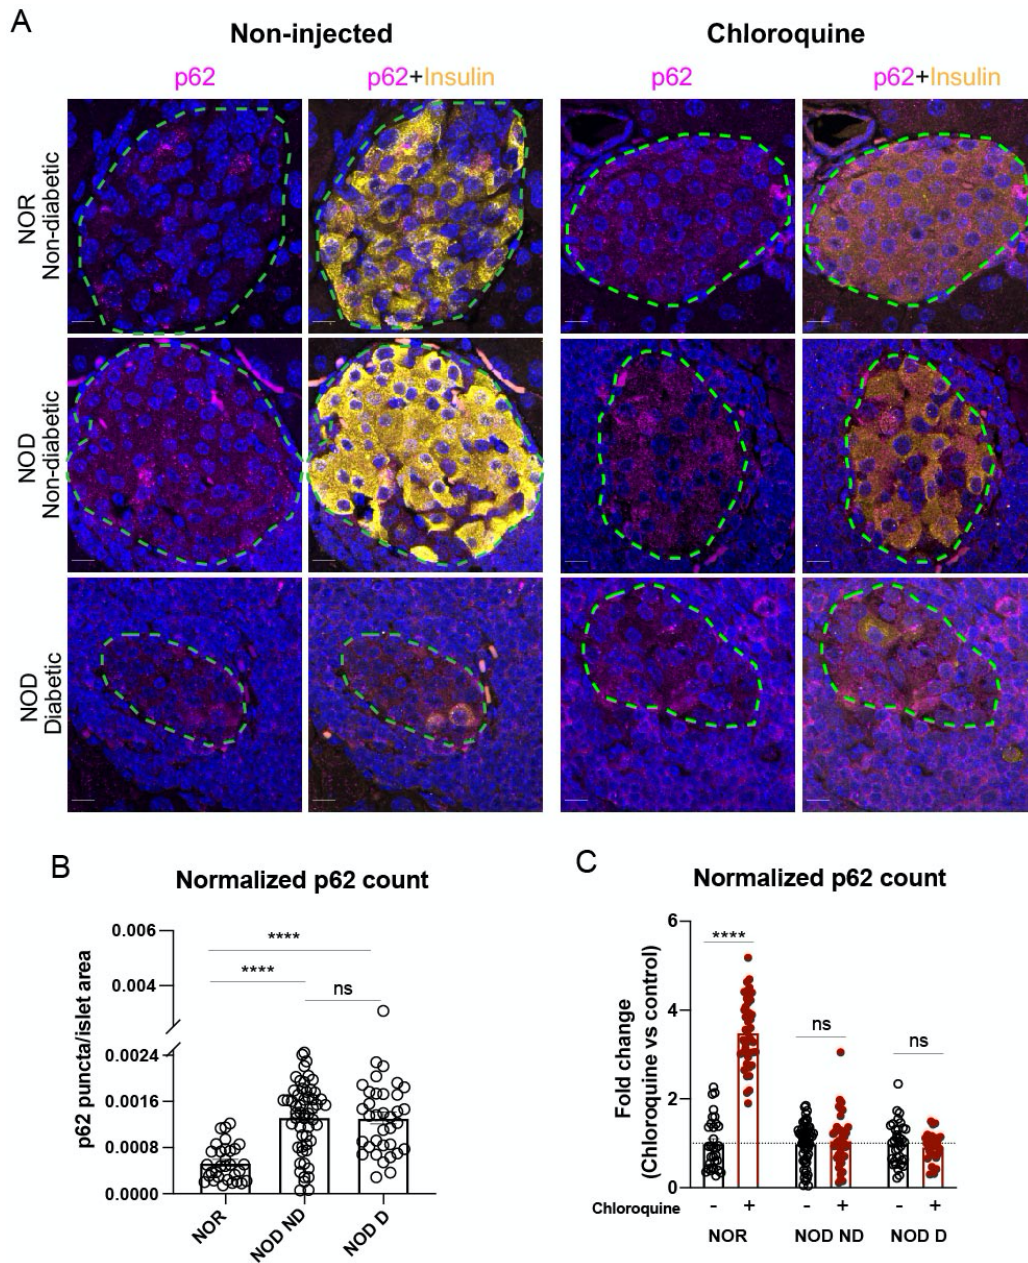 A
Non-injected
Chloroquine
p62
p62+Insulin
p62
p62+Insulin
NOR
Non-diabetic
NOD
Non-diabetic
NOD
Diabetic
B
Normalized p62 count
p62 puncta/islet area
0.006
0.004
0.0024
0.0016
0.0008
0.0000
****
****
ns
NOR
NOD ND
NOD D
C
Normalized p62 count
Fold change
(Chloroquine vs control)
6
4
2
0
****
ns
ns
Chloroquine - + - + - +
NOR NOD ND NOD D